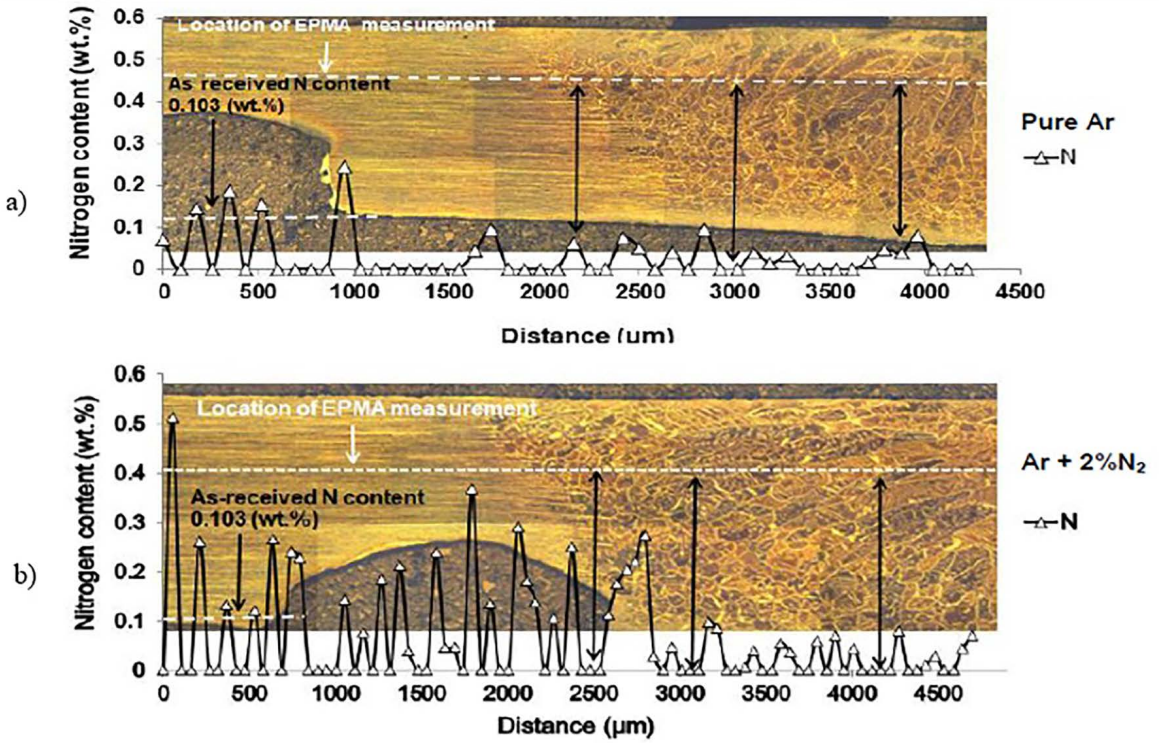 a)
Nitrogen content (wt.%)
0.6
0.5
0.4
0.3
0.2
0.1
0
Location of EPMA measurement
As received N content
0.103 (wt.%)
Pure Ar
N
0 500 1000 1500 2000 2500 3000 3500 4000 4500
Distance (um)
b)
Nitrogen content (wt.%)
0.6
0.5
0.4
0.3
0.2
0.1
0
Location of EPMA measurement
As-received N content
0.103 (wt.%)
Ar + 2%N₂
N
0 500 1000 1500 2000 2500 3000 3500 4000 4500
Distance (µm)